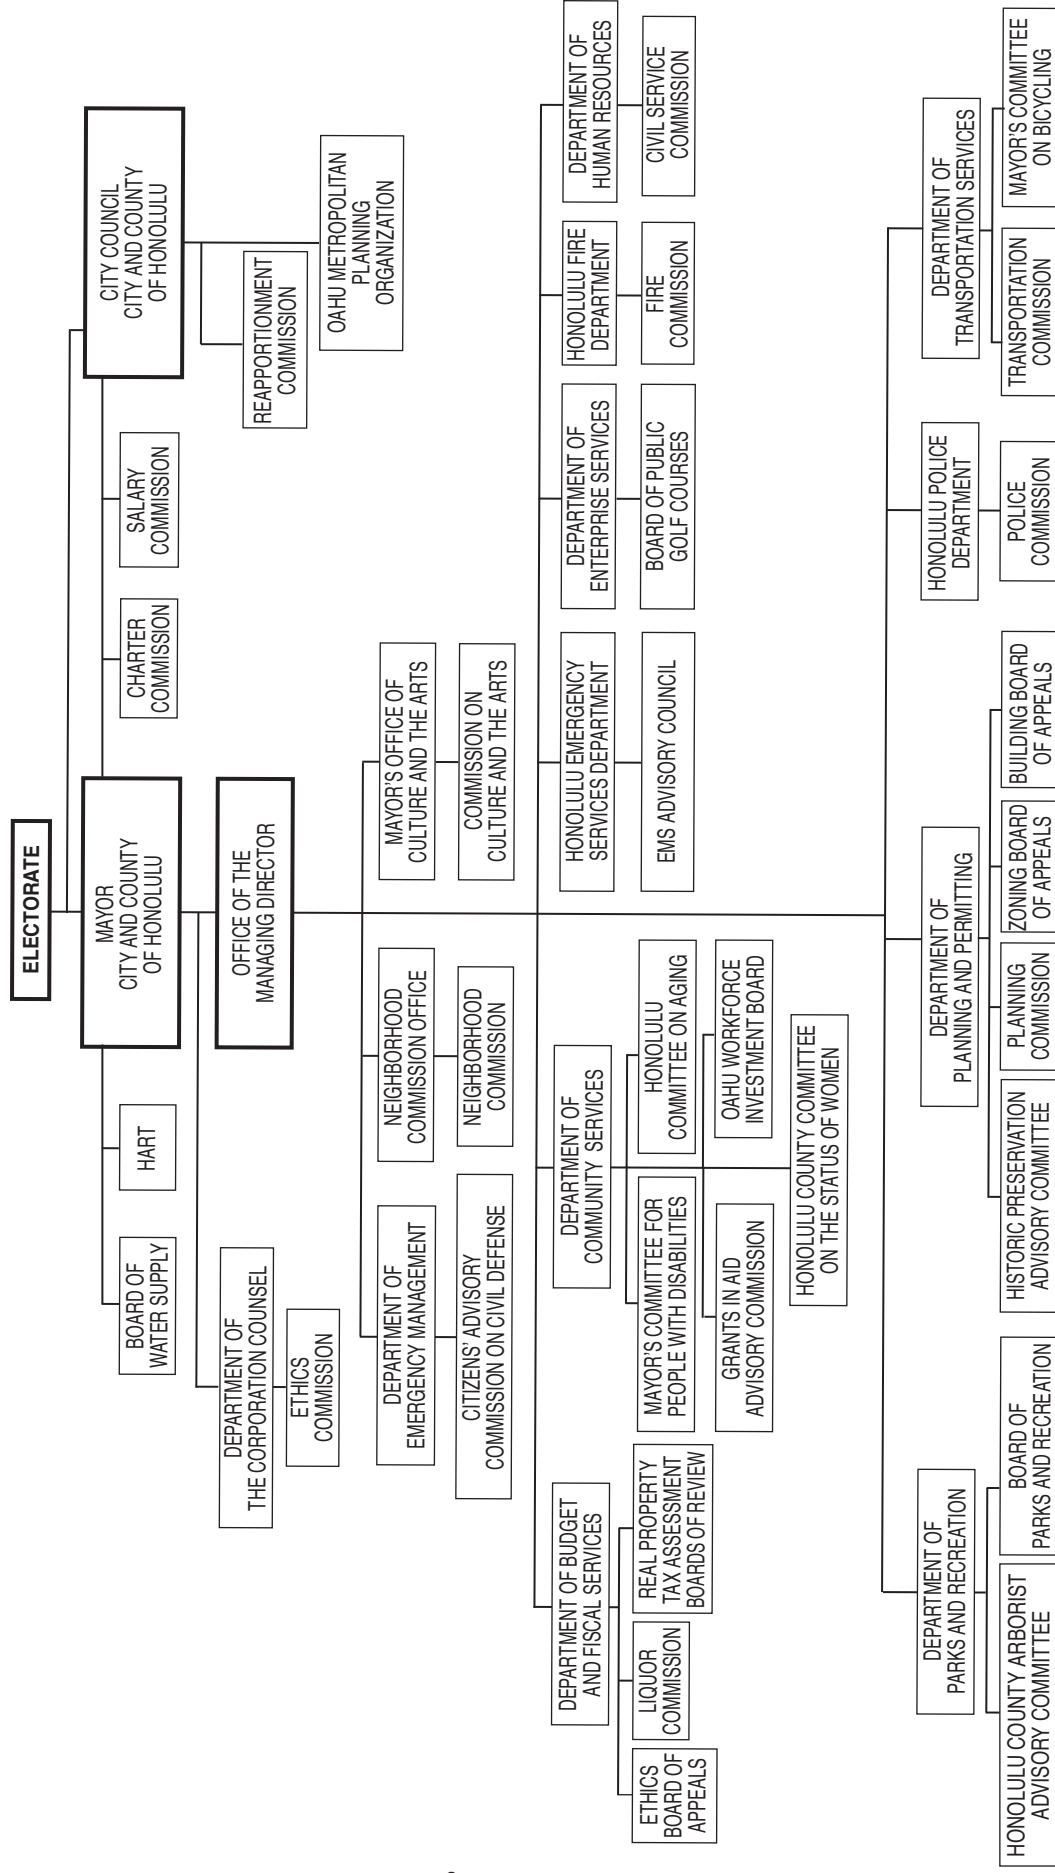 ELECTORATE
MAYOR
CITY AND COUNTY
OF HONOLULU
CITY COUNCIL
CITY AND COUNTY
OF HONOLULU
BOARD OF
WATER SUPPLY
HART
CHARTER
COMMISSION
SALARY
COMMISSION
REAPPORTIONMENT
COMMISSION
OAHU METROPOLITAN
PLANNING
ORGANIZATION
OFFICE OF THE
MANAGING DIRECTOR
DEPARTMENT OF
THE CORPORATION COUNSEL
ETHICS
COMMISSION
DEPARTMENT OF
EMERGENCY MANAGEMENT
CITIZENS' ADVISORY
COMMISSION ON CIVIL DEFENSE
NEIGHBORHOOD
COMMISSION OFFICE
NEIGHBORHOOD
COMMISSION
MAYOR'S OFFICE OF
CULTURE AND THE ARTS
COMMISSION ON
CULTURE AND THE ARTS
DEPARTMENT OF BUDGET
AND FISCAL SERVICES
ETHICS
BOARD OF
APPEALS
LIQUOR
COMMISSION
REAL PROPERTY
TAX ASSESSMENT
BOARDS OF REVIEW
DEPARTMENT OF
COMMUNITY SERVICES
MAYOR'S COMMITTEE FOR
PEOPLE WITH DISABILITIES
HONOLULU
COMMITTEE ON AGING
GRANTS IN AID
ADVISORY COMMISSION
OAHU WORKFORCE
INVESTMENT BOARD
HONOLULU COUNTY COMMITTEE
ON THE STATUS OF WOMEN
HONOLULU EMERGENCY
SERVICES DEPARTMENT
EMS ADVISORY COUNCIL
DEPARTMENT OF
ENTERPRISE SERVICES
BOARD OF PUBLIC
GOLF COURSES
HONOLULU FIRE
DEPARTMENT
FIRE
COMMISSION
DEPARTMENT OF
HUMAN RESOURCES
CIVIL SERVICE
COMMISSION
DEPARTMENT OF
PARKS AND RECREATION
HONOLULU COUNTY ARBORIST
ADVISORY COMMITTEE
BOARD OF
PARKS AND RECREATION
DEPARTMENT OF
PLANNING AND PERMITTING
HISTORIC PRESERVATION
ADVISORY COMMITTEE
PLANNING
COMMISSION
ZONING BOARD
OF APPEALS
BUILDING BOARD
OF APPEALS
HONOLULU POLICE
DEPARTMENT
POLICE
COMMISSION
DEPARTMENT OF
TRANSPORTATION SERVICES
TRANSPORTATION
COMMISSION
MAYOR'S COMMITTEE
ON BICYCLING